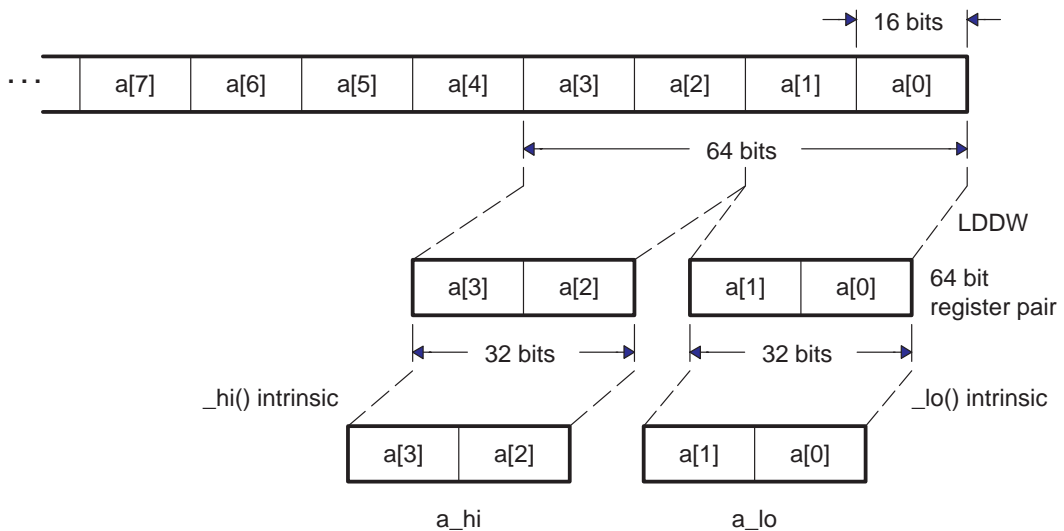 16 bits
... a[7] a[6] a[5] a[4] a[3] a[2] a[1] a[0]
64 bits
LDDW
a[3] a[2] a[1] a[0]
64 bit
register pair
32 bits 32 bits
_hi() intrinsic _lo() intrinsic
a[3] a[2] a[1] a[0]
a_hi a_lo